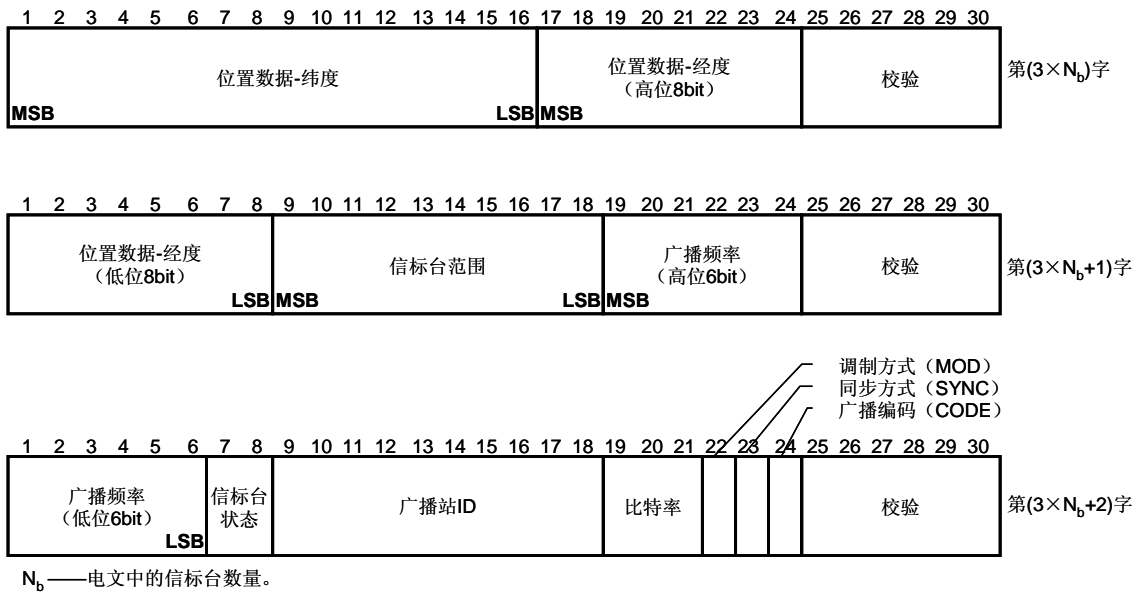 1 2 3 4 5 6 7 8 9 10 11 12 13 14 15 16 17 18 19 20 21 22 23 24 25 26 27 28 29 30
位置数据-纬度
MSB LSB
位置数据-经度
（高位8bit）
MSB
校验
第(3×Nb)字
1 2 3 4 5 6 7 8 9 10 11 12 13 14 15 16 17 18 19 20 21 22 23 24 25 26 27 28 29 30
位置数据-经度
（低位8bit）
LSB
信标台范围
MSB LSB
广播频率
（高位6bit）
MSB
校验
第(3×Nb+1)字
调制方式（MOD）
同步方式（SYNC）
广播编码（CODE）
1 2 3 4 5 6 7 8 9 10 11 12 13 14 15 16 17 18 19 20 21 22 23 24 25 26 27 28 29 30
广播频率
（低位6bit）
LSB
信标台
状态
广播站ID
比特率
校验
第(3×Nb+2)字
Nb——电文中的信标台数量。